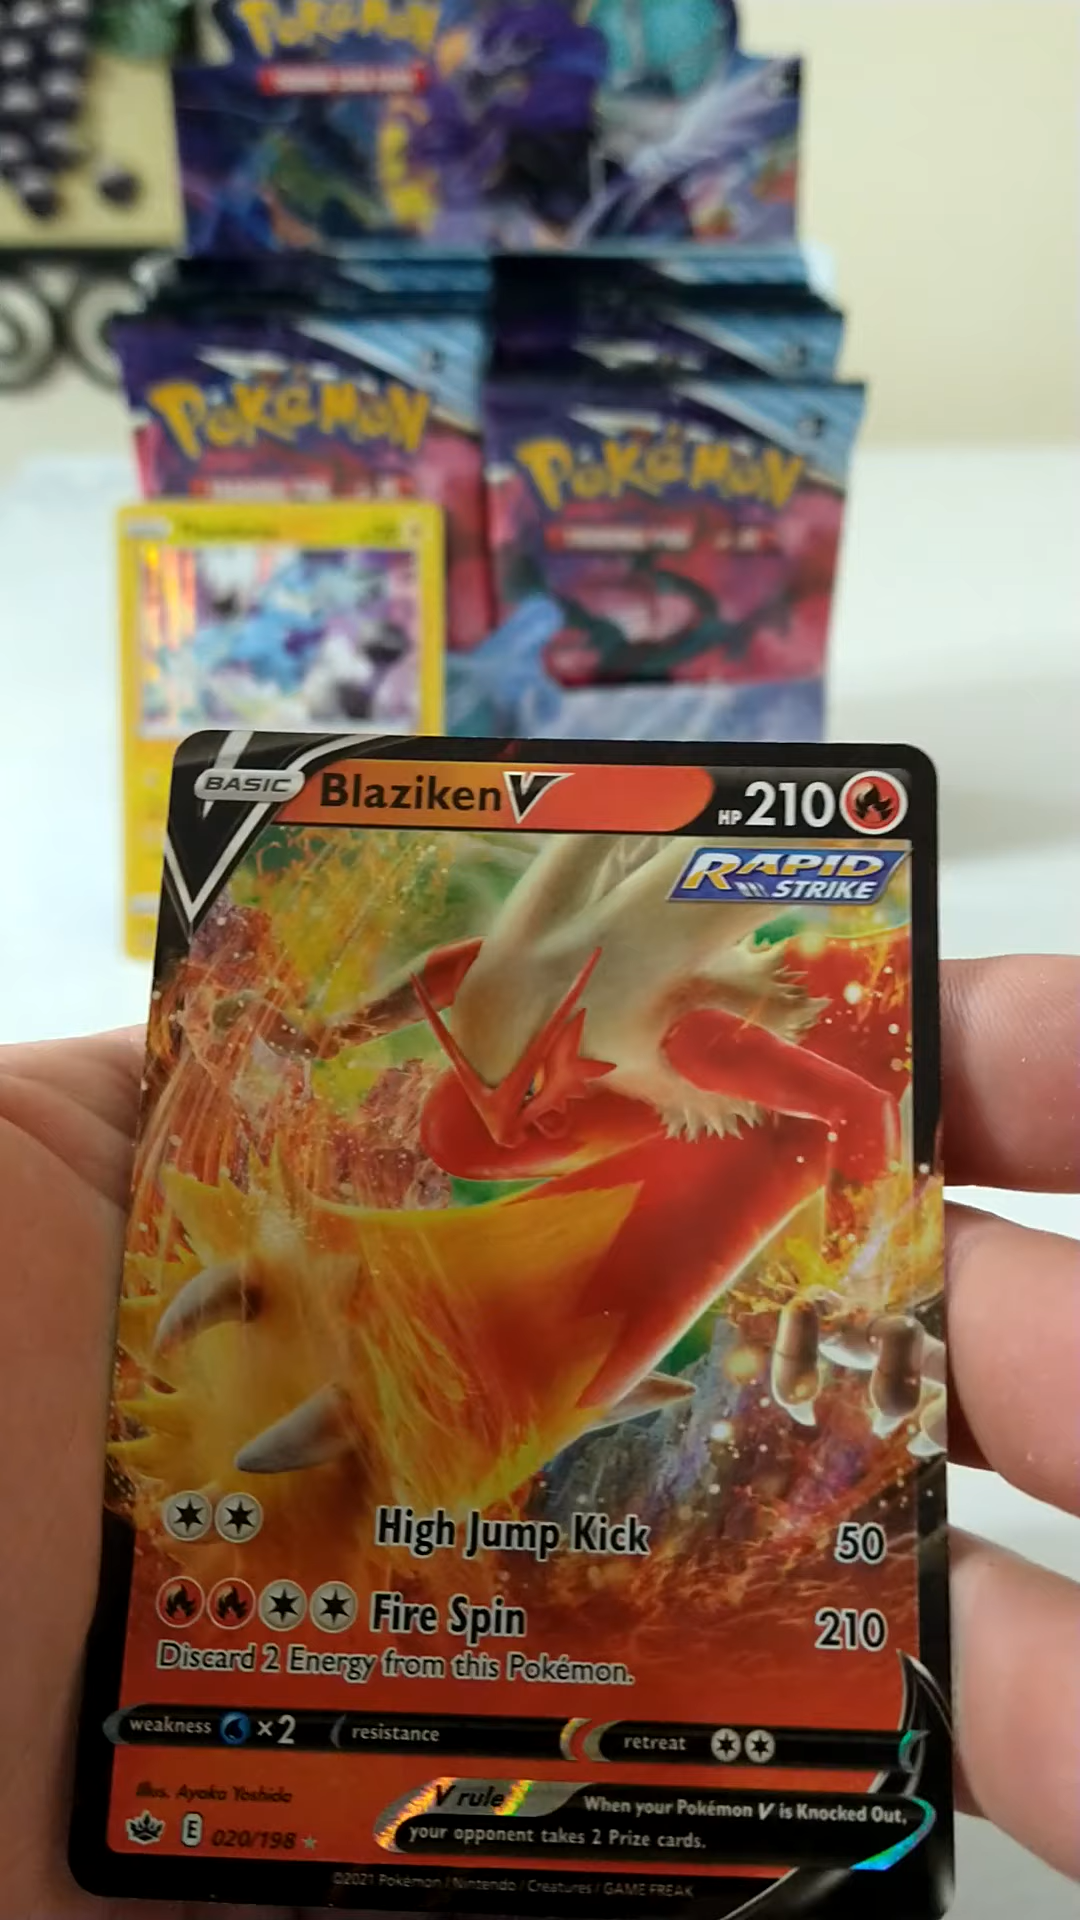 POKÉMON
POKÉMON
POKÉMON
BASIC
Blaziken V
HP 210
RAPID
STRIKE
High Jump Kick 50
Fire Spin 210
Discard 2 Energy from this Pokémon.
weakness ×2 resistance retreat
Illus. Ayaka Yoshida
V rule When your Pokémon V is Knocked Out,
your opponent takes 2 Prize cards.
E 020/198
©2021 Pokémon / Nintendo / Creatures / GAME FREAK